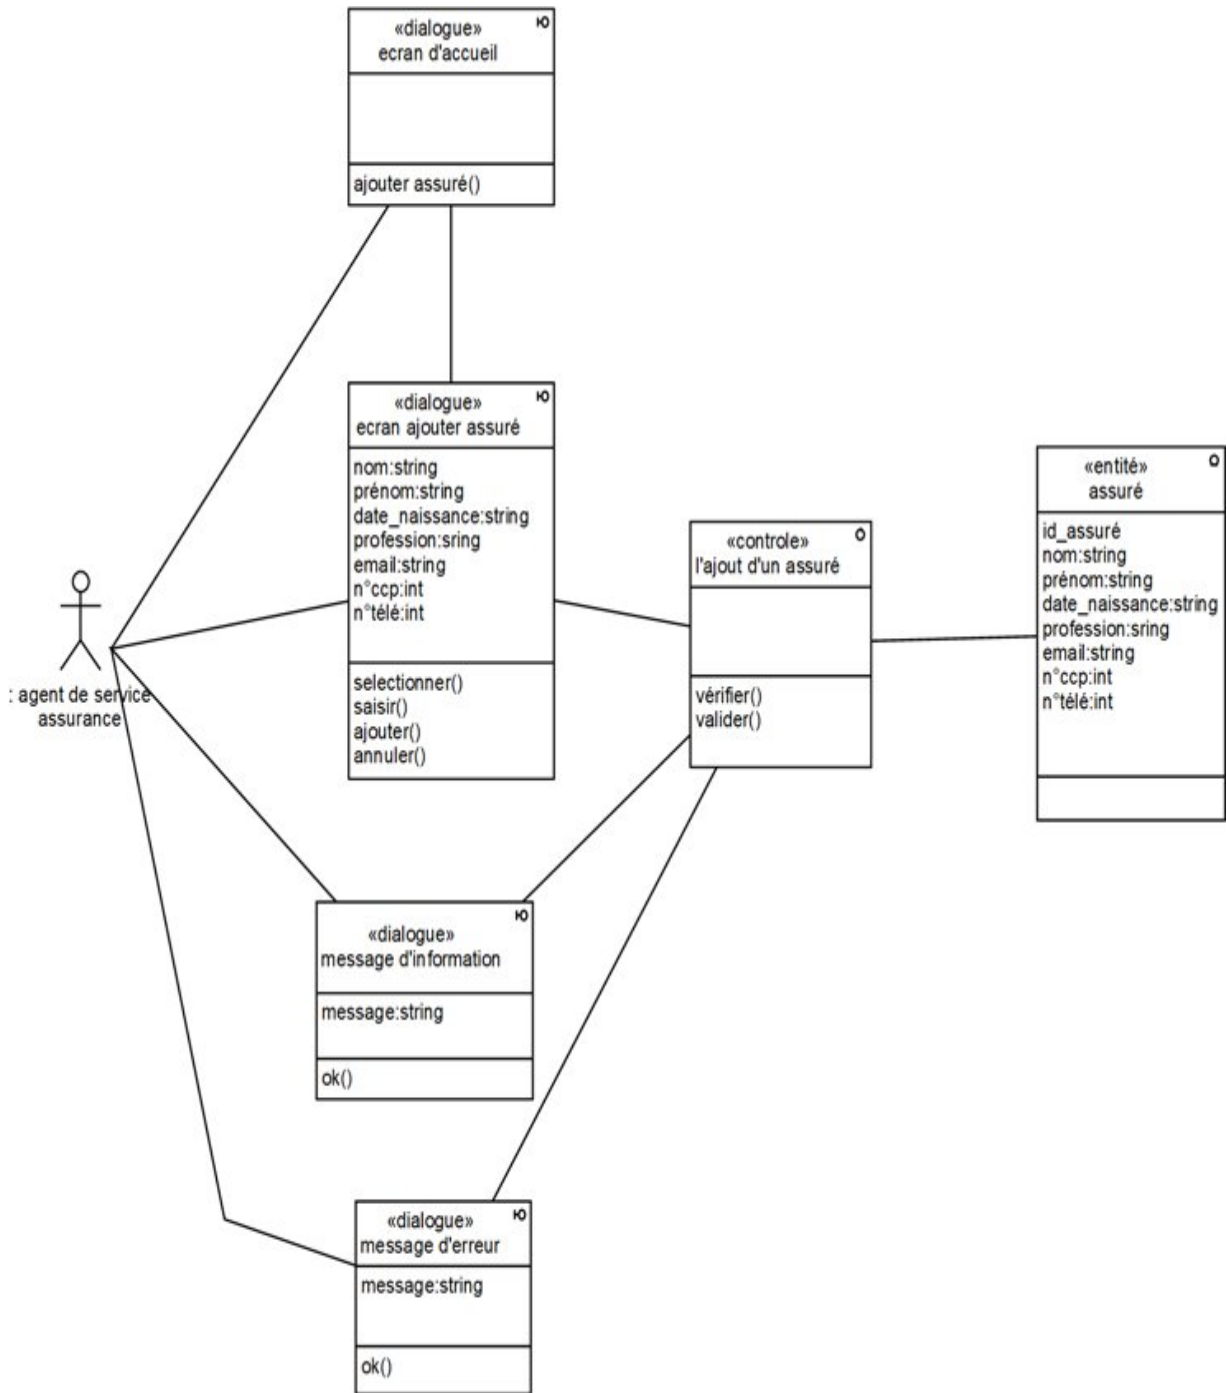 «dialogue»
ecran d'accueil
ajouter assuré()
«dialogue»
ecran ajouter assuré
nom:string
prénom:string
date_naissance:string
profession:sring
email:string
n°ccp:int
n°télé:int
selectionner()
saisir()
ajouter()
annuler()
: agent de service
assurance
«controle»
l'ajout d'un assuré
vérifier()
valider()
«entité»
assuré
id_assuré
nom:string
prénom:string
date_naissance:string
profession:sring
email:string
n°ccp:int
n°télé:int
«dialogue»
message d'information
message:string
ok()
«dialogue»
message d'erreur
message:string
ok()